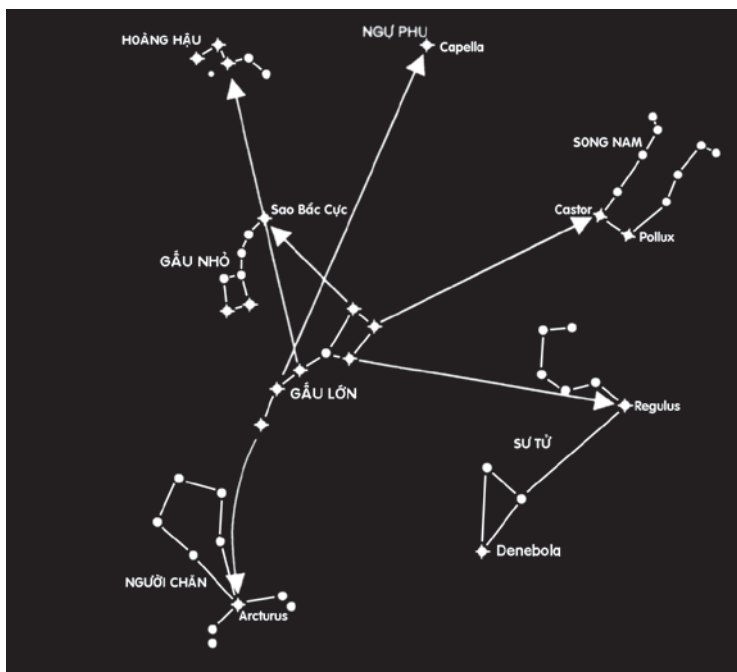 NGỰ PHU
HOÀNG HẬU
Capella
SONG NAM
Castor
Sao Bắc Cực
Pollux
GẤU NHỎ
GẤU LỚN
Regulus
SƯ TỬ
Denebola
NGƯỜI CHĂN
Arcturus